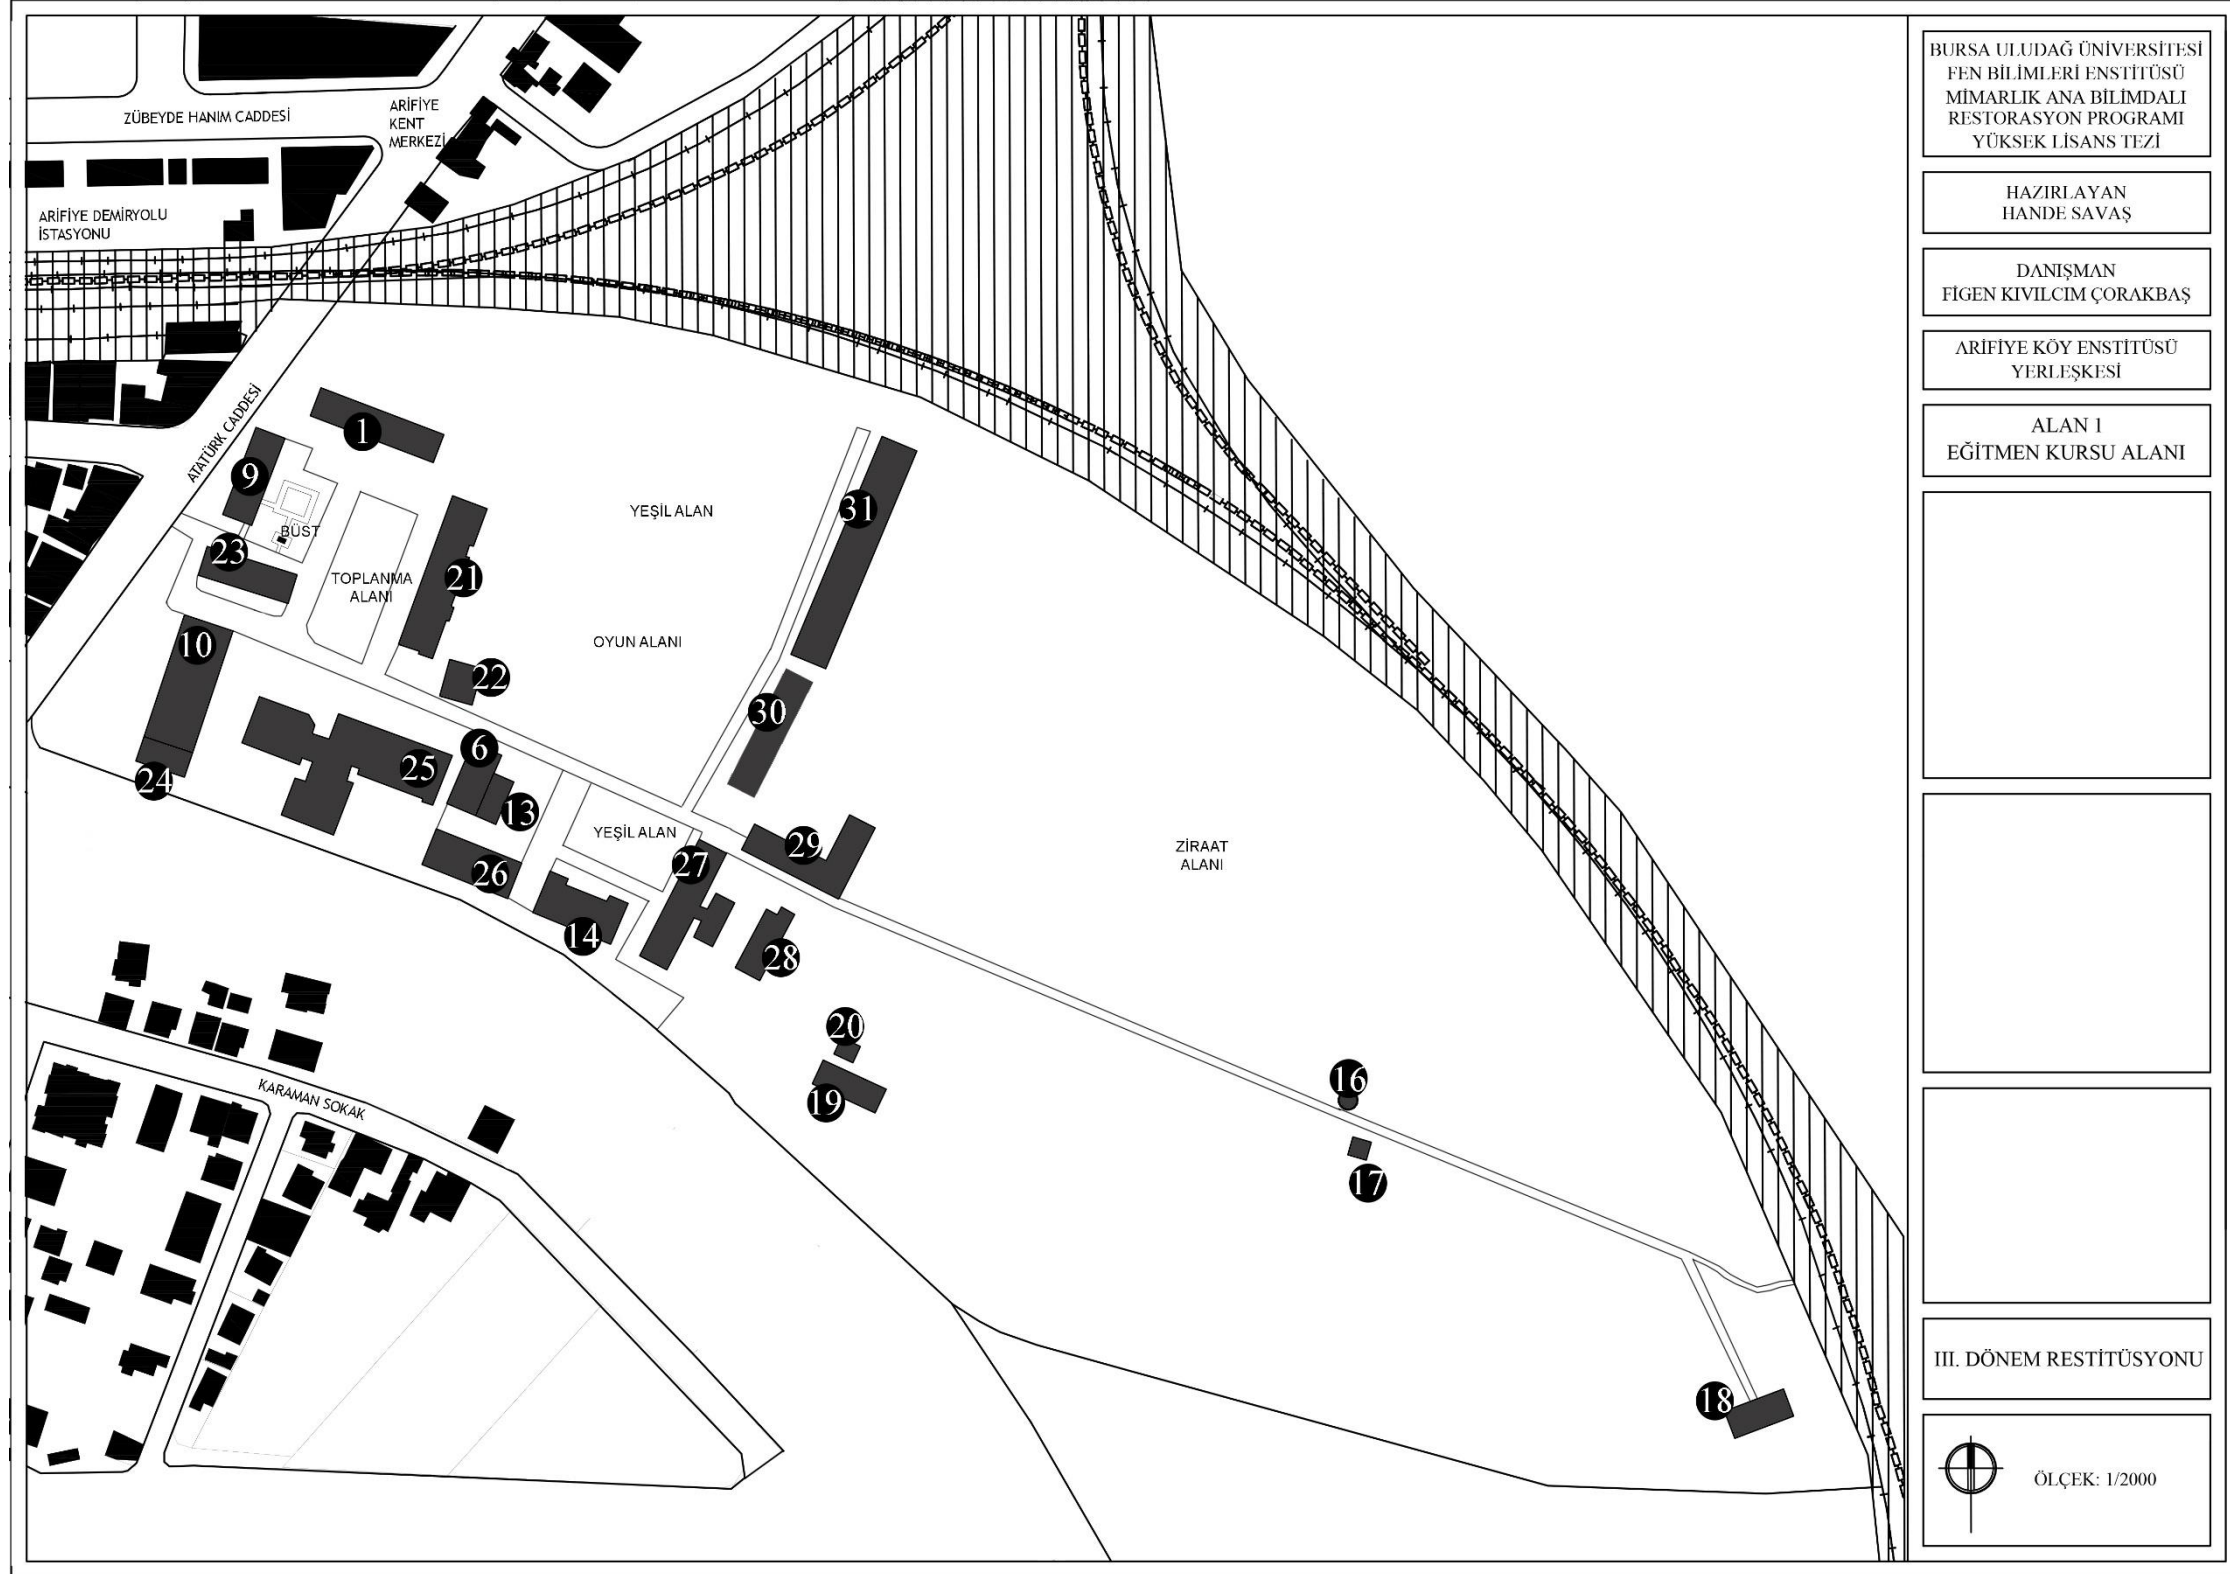 ZÜBEYDE HANIM CADDESİ
ARİFİYE
KENT
MERKEZİ
ARİFİYE DEMİRYOLU
İSTASYONU
ATATÜRK CADDESİ
1
9
BÜST
23
TOPLANMA
ALANI
21
YEŞİL ALAN
31
10
OYUN ALANI
22
30
6
25
24
13
YEŞİL ALAN
29
27
26
14
28
ZİRAAT
ALANI
20
19
16
17
18
KARAMAN SOKAK
BURSA ULUDAĞ ÜNİVERSİTESİ
FEN BİLİMLERİ ENSTİTÜSÜ
MİMARLIK ANA BİLİMDALI
RESTORASYON PROGRAMI
YÜKSEK LİSANS TEZİ
HAZIRLAYAN
HANDE SAVAŞ
DANIŞMAN
FİGEN KIVILCIM ÇORAKBAŞ
ARİFİYE KÖY ENSTİTÜSÜ
YERLEŞKESİ
ALAN 1
EĞİTMEN KURSU ALANI
III. DÖNEM RESTİTÜSYONU
ÖLÇEK: 1/2000